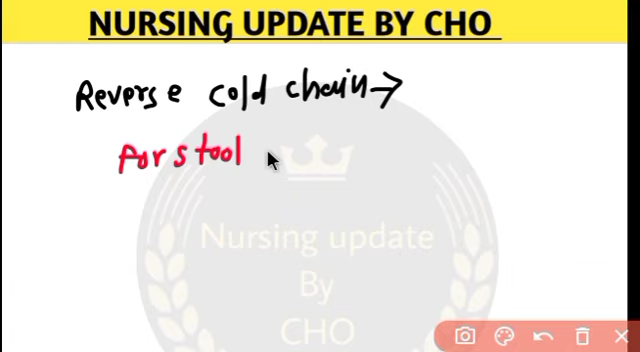 NURSING UPDATE BY CHO
Reverse cold chain →
For stool
Nursing update
By
CHO